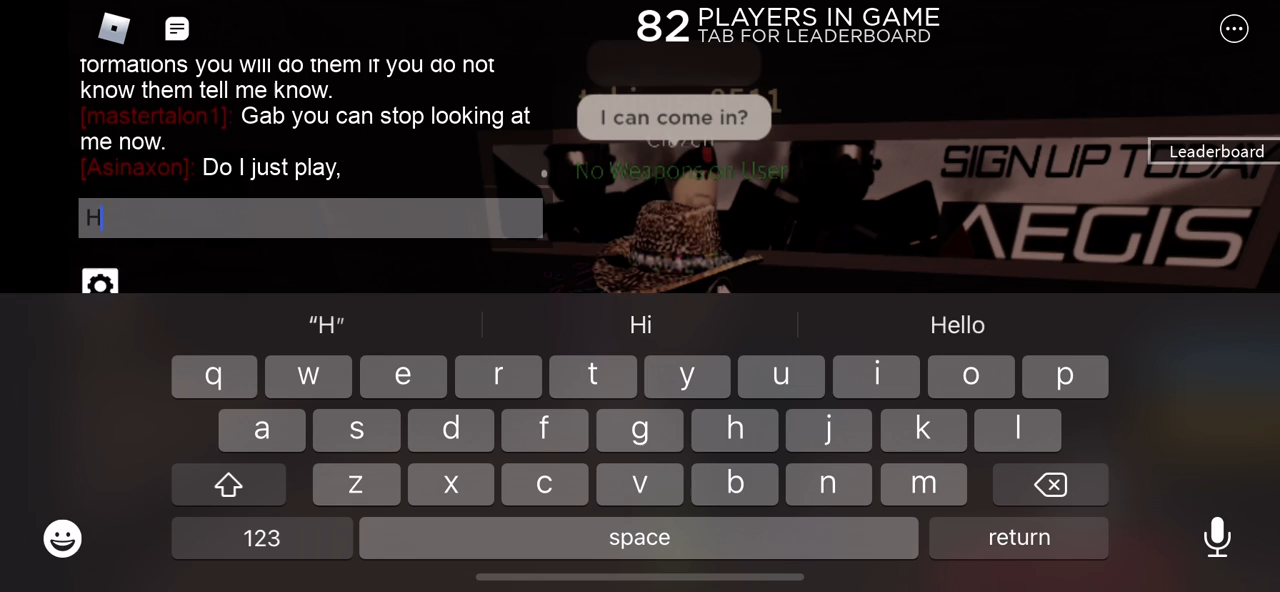 82 PLAYERS IN GAME
TAB FOR LEADERBOARD
formations you will do them if you do not
know them tell me know.
[mastertalon1]: Gab you can stop looking at
me now.
[Asinaxon]: Do I just play,
H
I can come in?
No Weapons on User
Leaderboard
SIGN UP TODAY
AEGIS
“H” Hi Hello
q w e r t y u i o p
a s d f g h j k l
z x c v b n m
123 space return